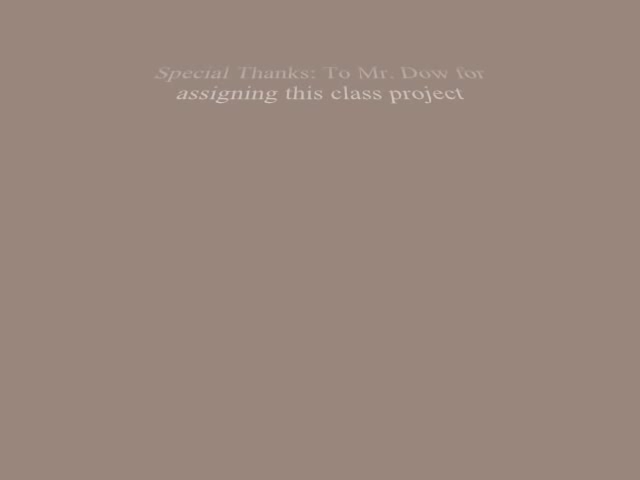 Special Thanks: To Mr. Dow for
assigning this class project